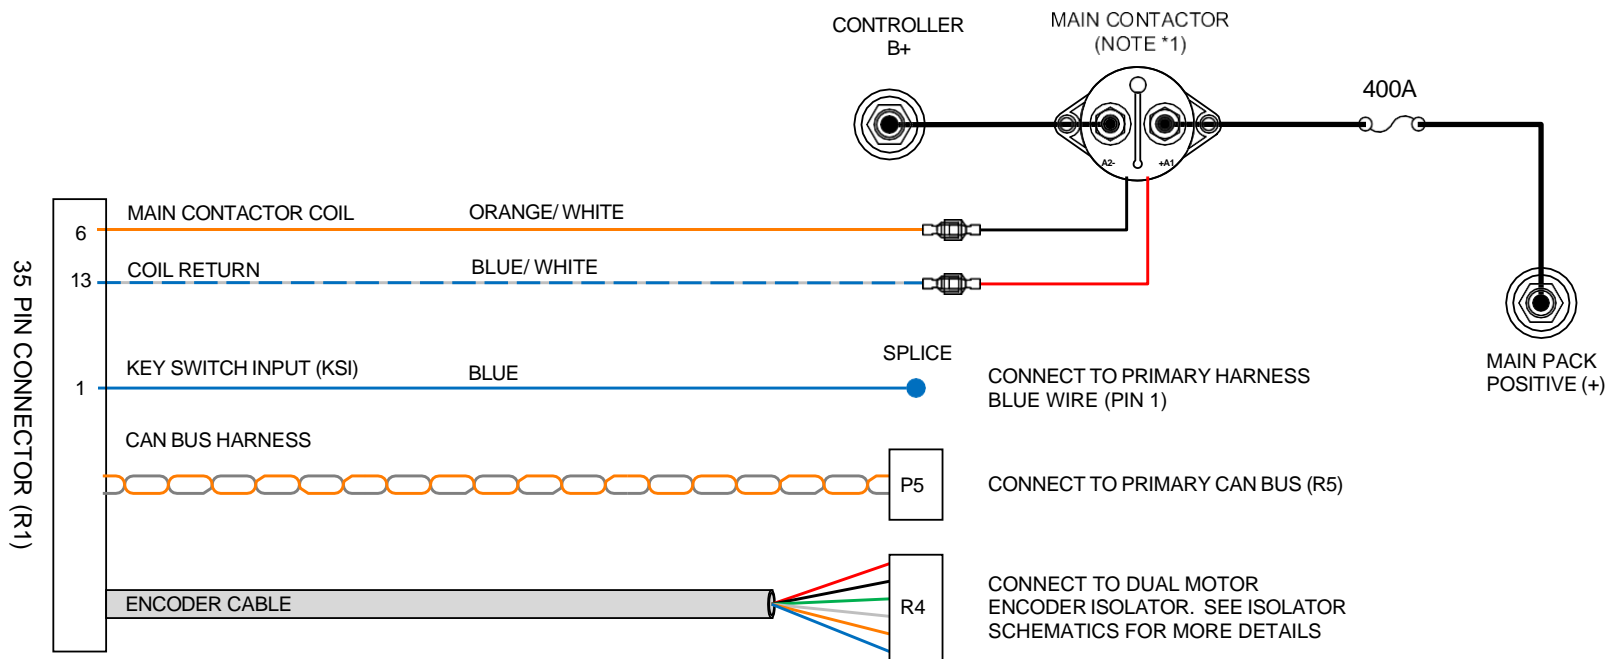 CONTROLLER
B+
MAIN CONTACTOR
(NOTE *1)
400A
A2-
+A1
MAIN PACK
POSITIVE (+)
35 PIN CONNECTOR (R1)
6
MAIN CONTACTOR COIL
ORANGE/ WHITE
13
COIL RETURN
BLUE/ WHITE
1
KEY SWITCH INPUT (KSI)
BLUE
SPLICE
CONNECT TO PRIMARY HARNESS
BLUE WIRE (PIN 1)
CAN BUS HARNESS
P5
CONNECT TO PRIMARY CAN BUS (R5)
ENCODER CABLE
R4
CONNECT TO DUAL MOTOR
ENCODER ISOLATOR.  SEE ISOLATOR
SCHEMATICS FOR MORE DETAILS